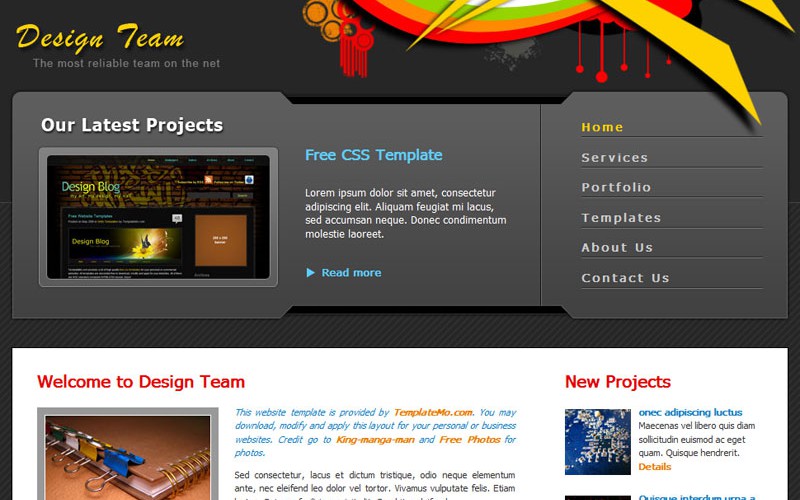 Design Team
The most reliable team on the net
Our Latest Projects
Design Blog
Design Blog
Free CSS Template
Lorem ipsum dolor sit amet, consectetur
adipiscing elit. Aliquam feugiat mi lacus,
sed accumsan neque. Donec condimentum
molestie laoreet.
Read more
Home
Services
Portfolio
Templates
About Us
Contact Us
Welcome to Design Team
This website template is provided by TemplateMo.com. You may
download, modify and apply this layout for your personal or business
websites. Credit go to King-manga-man and Free Photos for
photos.
Sed consectetur, lacus et dictum tristique, odio neque elementum
ante, nec eleifend leo dolor vel tortor. Vivamus vulputate felis. Etiam
New Projects
onec adipiscing luctus
Maecenas vel libero quis diam
sollicitudin euismod ac eget
quam. Quisque hendrerit.
Details
Quisque interdum urna a